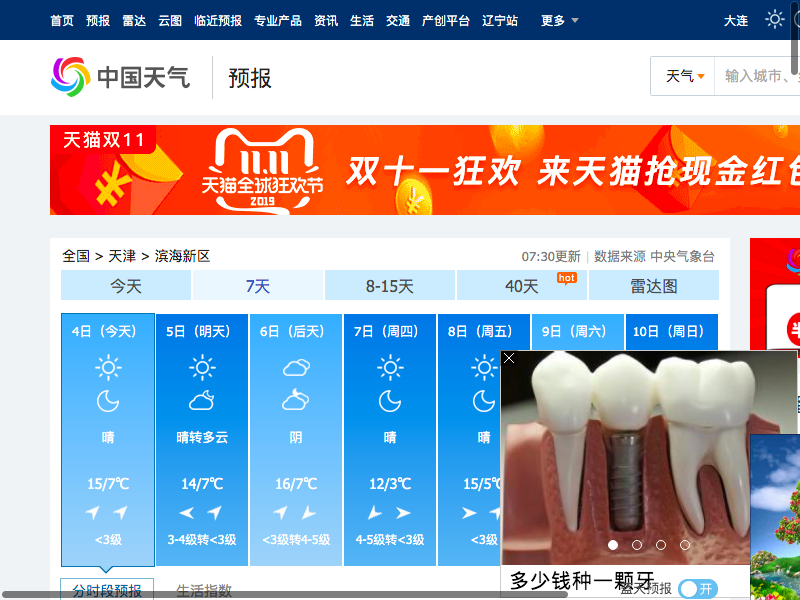 首页 预报 雷达 云图 临近预报 专业产品 资讯 生活 交通 产创平台 辽宁站 更多 大连
中国天气 预报 天气 输入城市、
天猫双11
天猫全球狂欢节
2019
双十一狂欢 来天猫抢现金红包
全国 > 天津 > 滨海新区 07:30更新 | 数据来源 中央气象台
今天 7天 8-15天 40天 hot 雷达图
4日（今天） 5日（明天） 6日（后天） 7日（周四） 8日（周五） 9日（周六） 10日（周日）
晴 晴转多云 阴 晴 晴
15/7℃ 14/7℃ 16/7℃ 12/3℃ 15/5℃
<3级 3-4级转<3级 <3级转4-5级 4-5级转<3级 <3级
多少钱种一颗牙
分时段预报 生活指数 蓝天预报 开